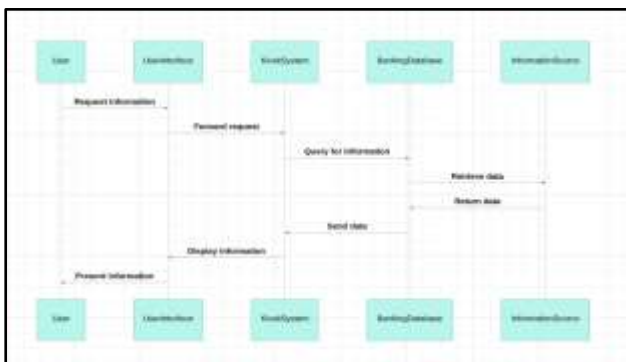 User UserInterface KioskSystem BankingDatabase InformationSource
Request information
Forward request
Query for information
Retrieve data
Return data
Send data
Display information
Present information
User UserInterface KioskSystem BankingDatabase InformationSource